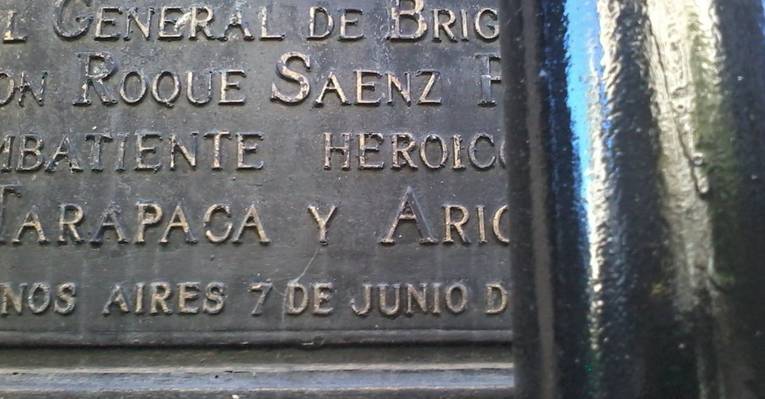 L GENERAL DE BRIG
ON ROQUE SAENZ P
MBATIENTE HEROICO
TARAPACA Y ARIC
NOS AIRES 7 DE JUNIO D